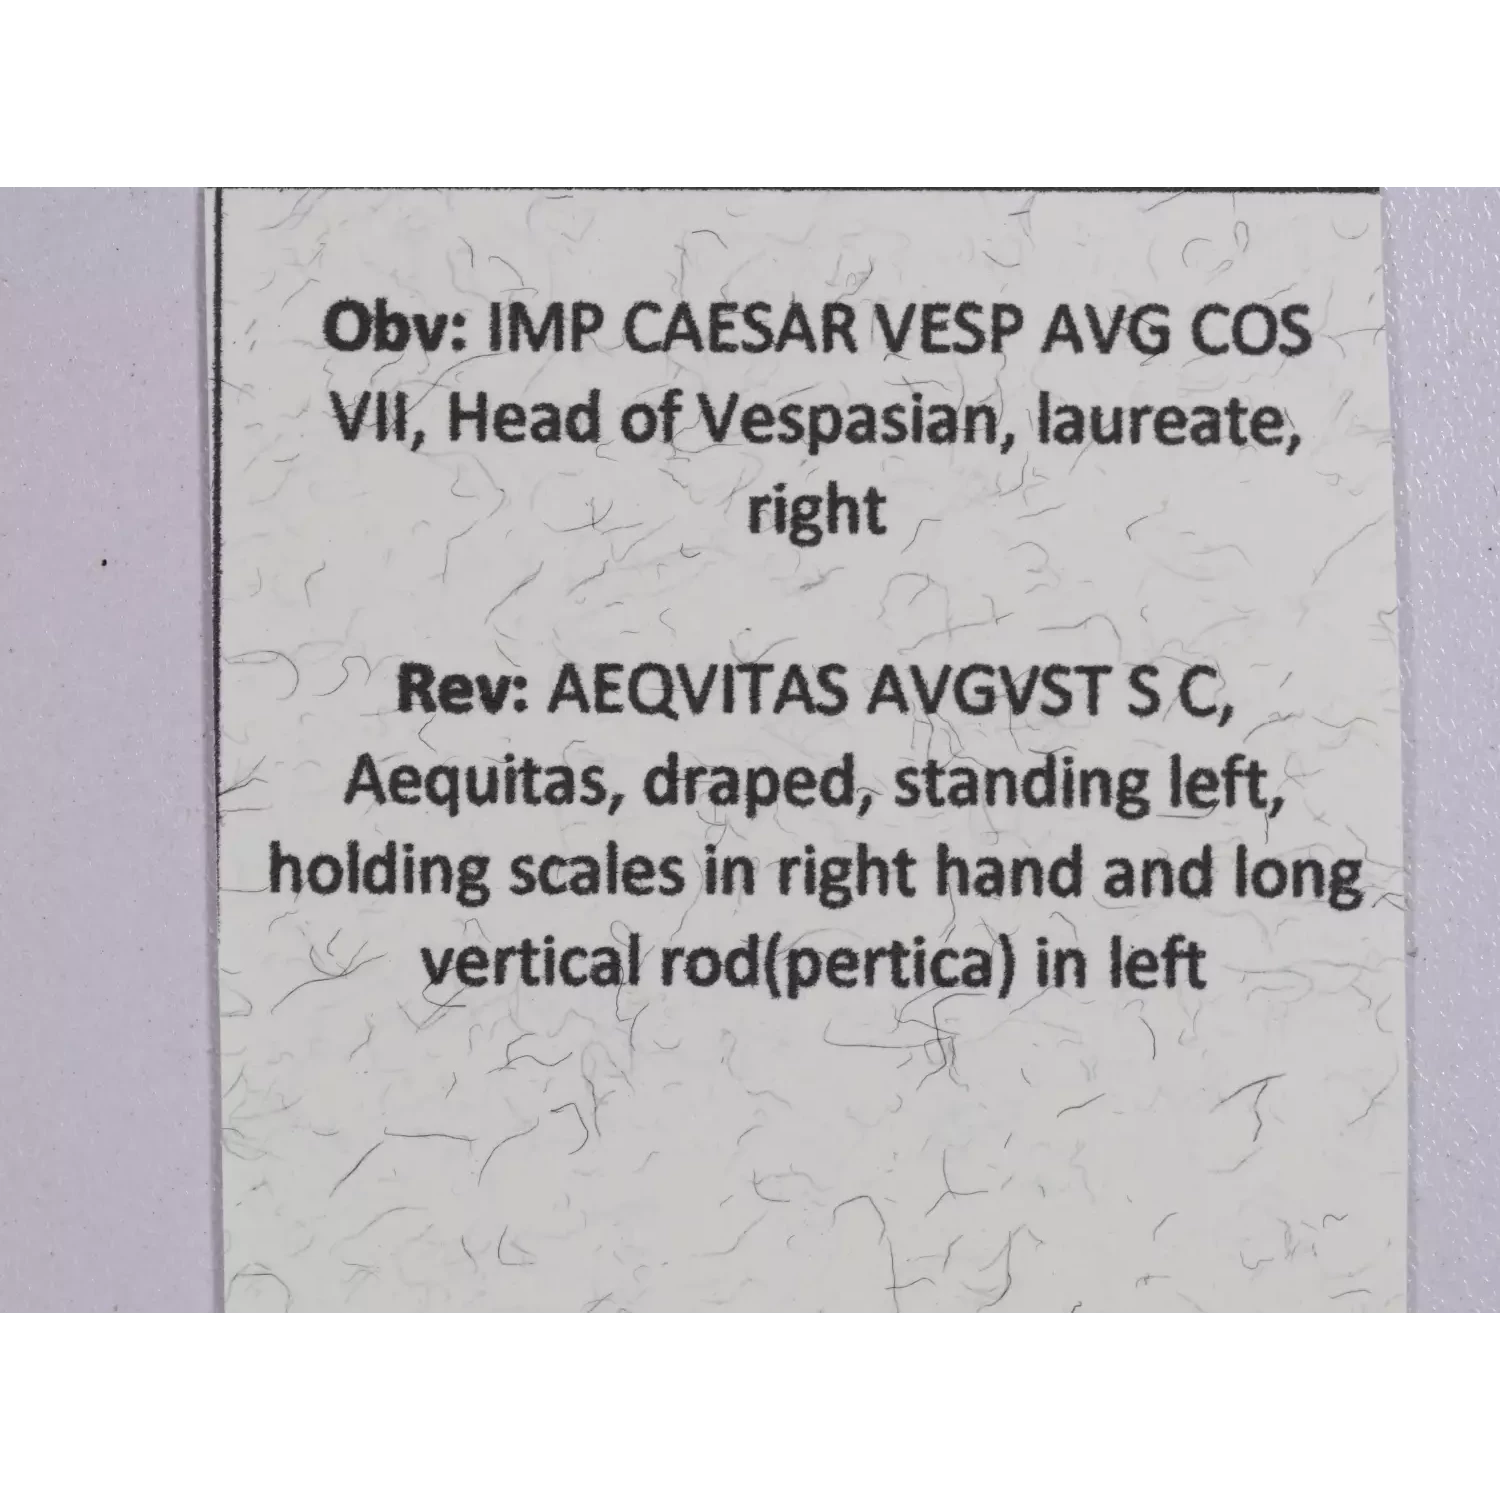 Obv: IMP CAESAR VESP AVG COS
VII, Head of Vespasian, laureate,
right
Rev: AEQVITAS AVGVST S C,
Aequitas, draped, standing left,
holding scales in right hand and long
vertical rod(pertica) in left